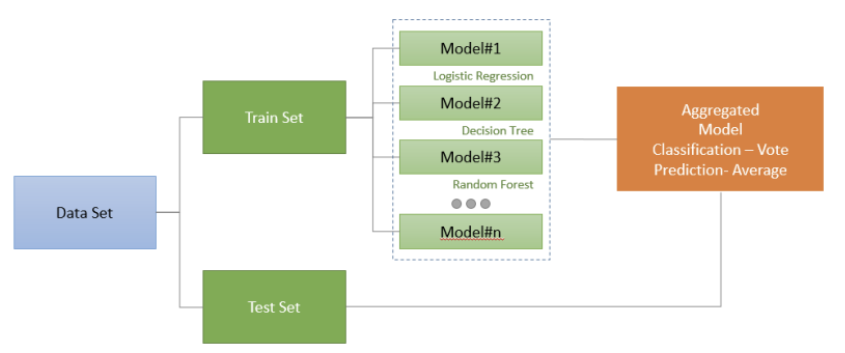 Model#1
Logistic Regression
Train Set
Model#2
Decision Tree
Model#3
Random Forest
Model#n
Aggregated
Model
Classification – Vote
Prediction- Average
Data Set
Test Set